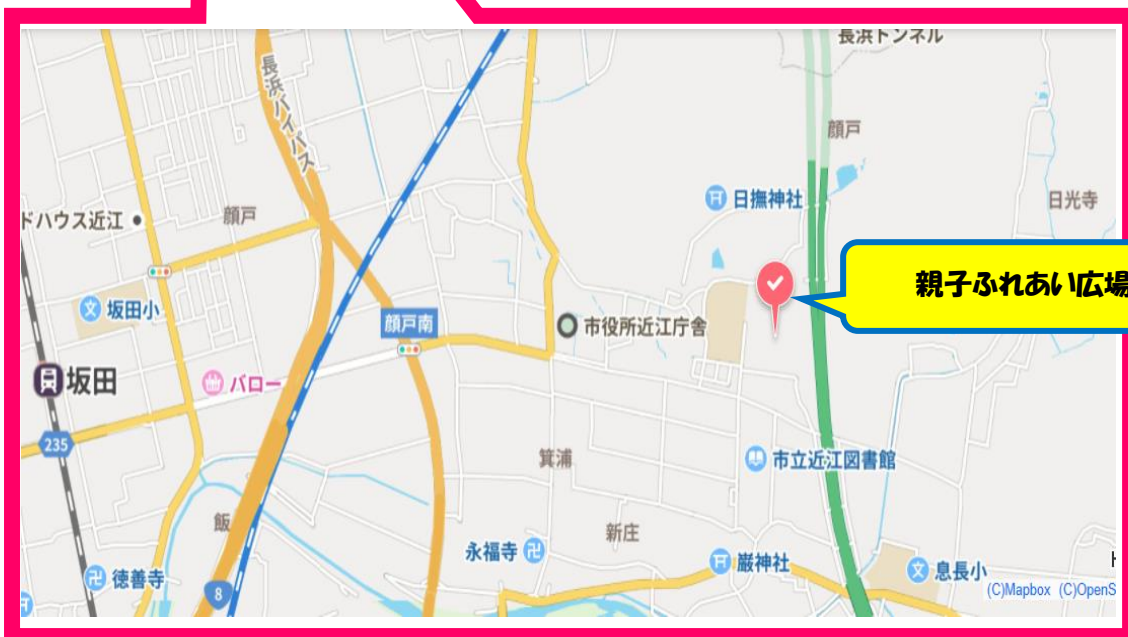 長浜トンネル
長浜バイパス
顔戸
日撫神社
日光寺
ドハウス近江
顔戸
親子ふれあい広場
坂田小
顔戸南
市役所近江庁舎
坂田
バロー
235
箕浦
市立近江図書館
飯
新庄
永福寺
巌神社
息長小
徳善寺
8
(C)Mapbox (C)OpenS